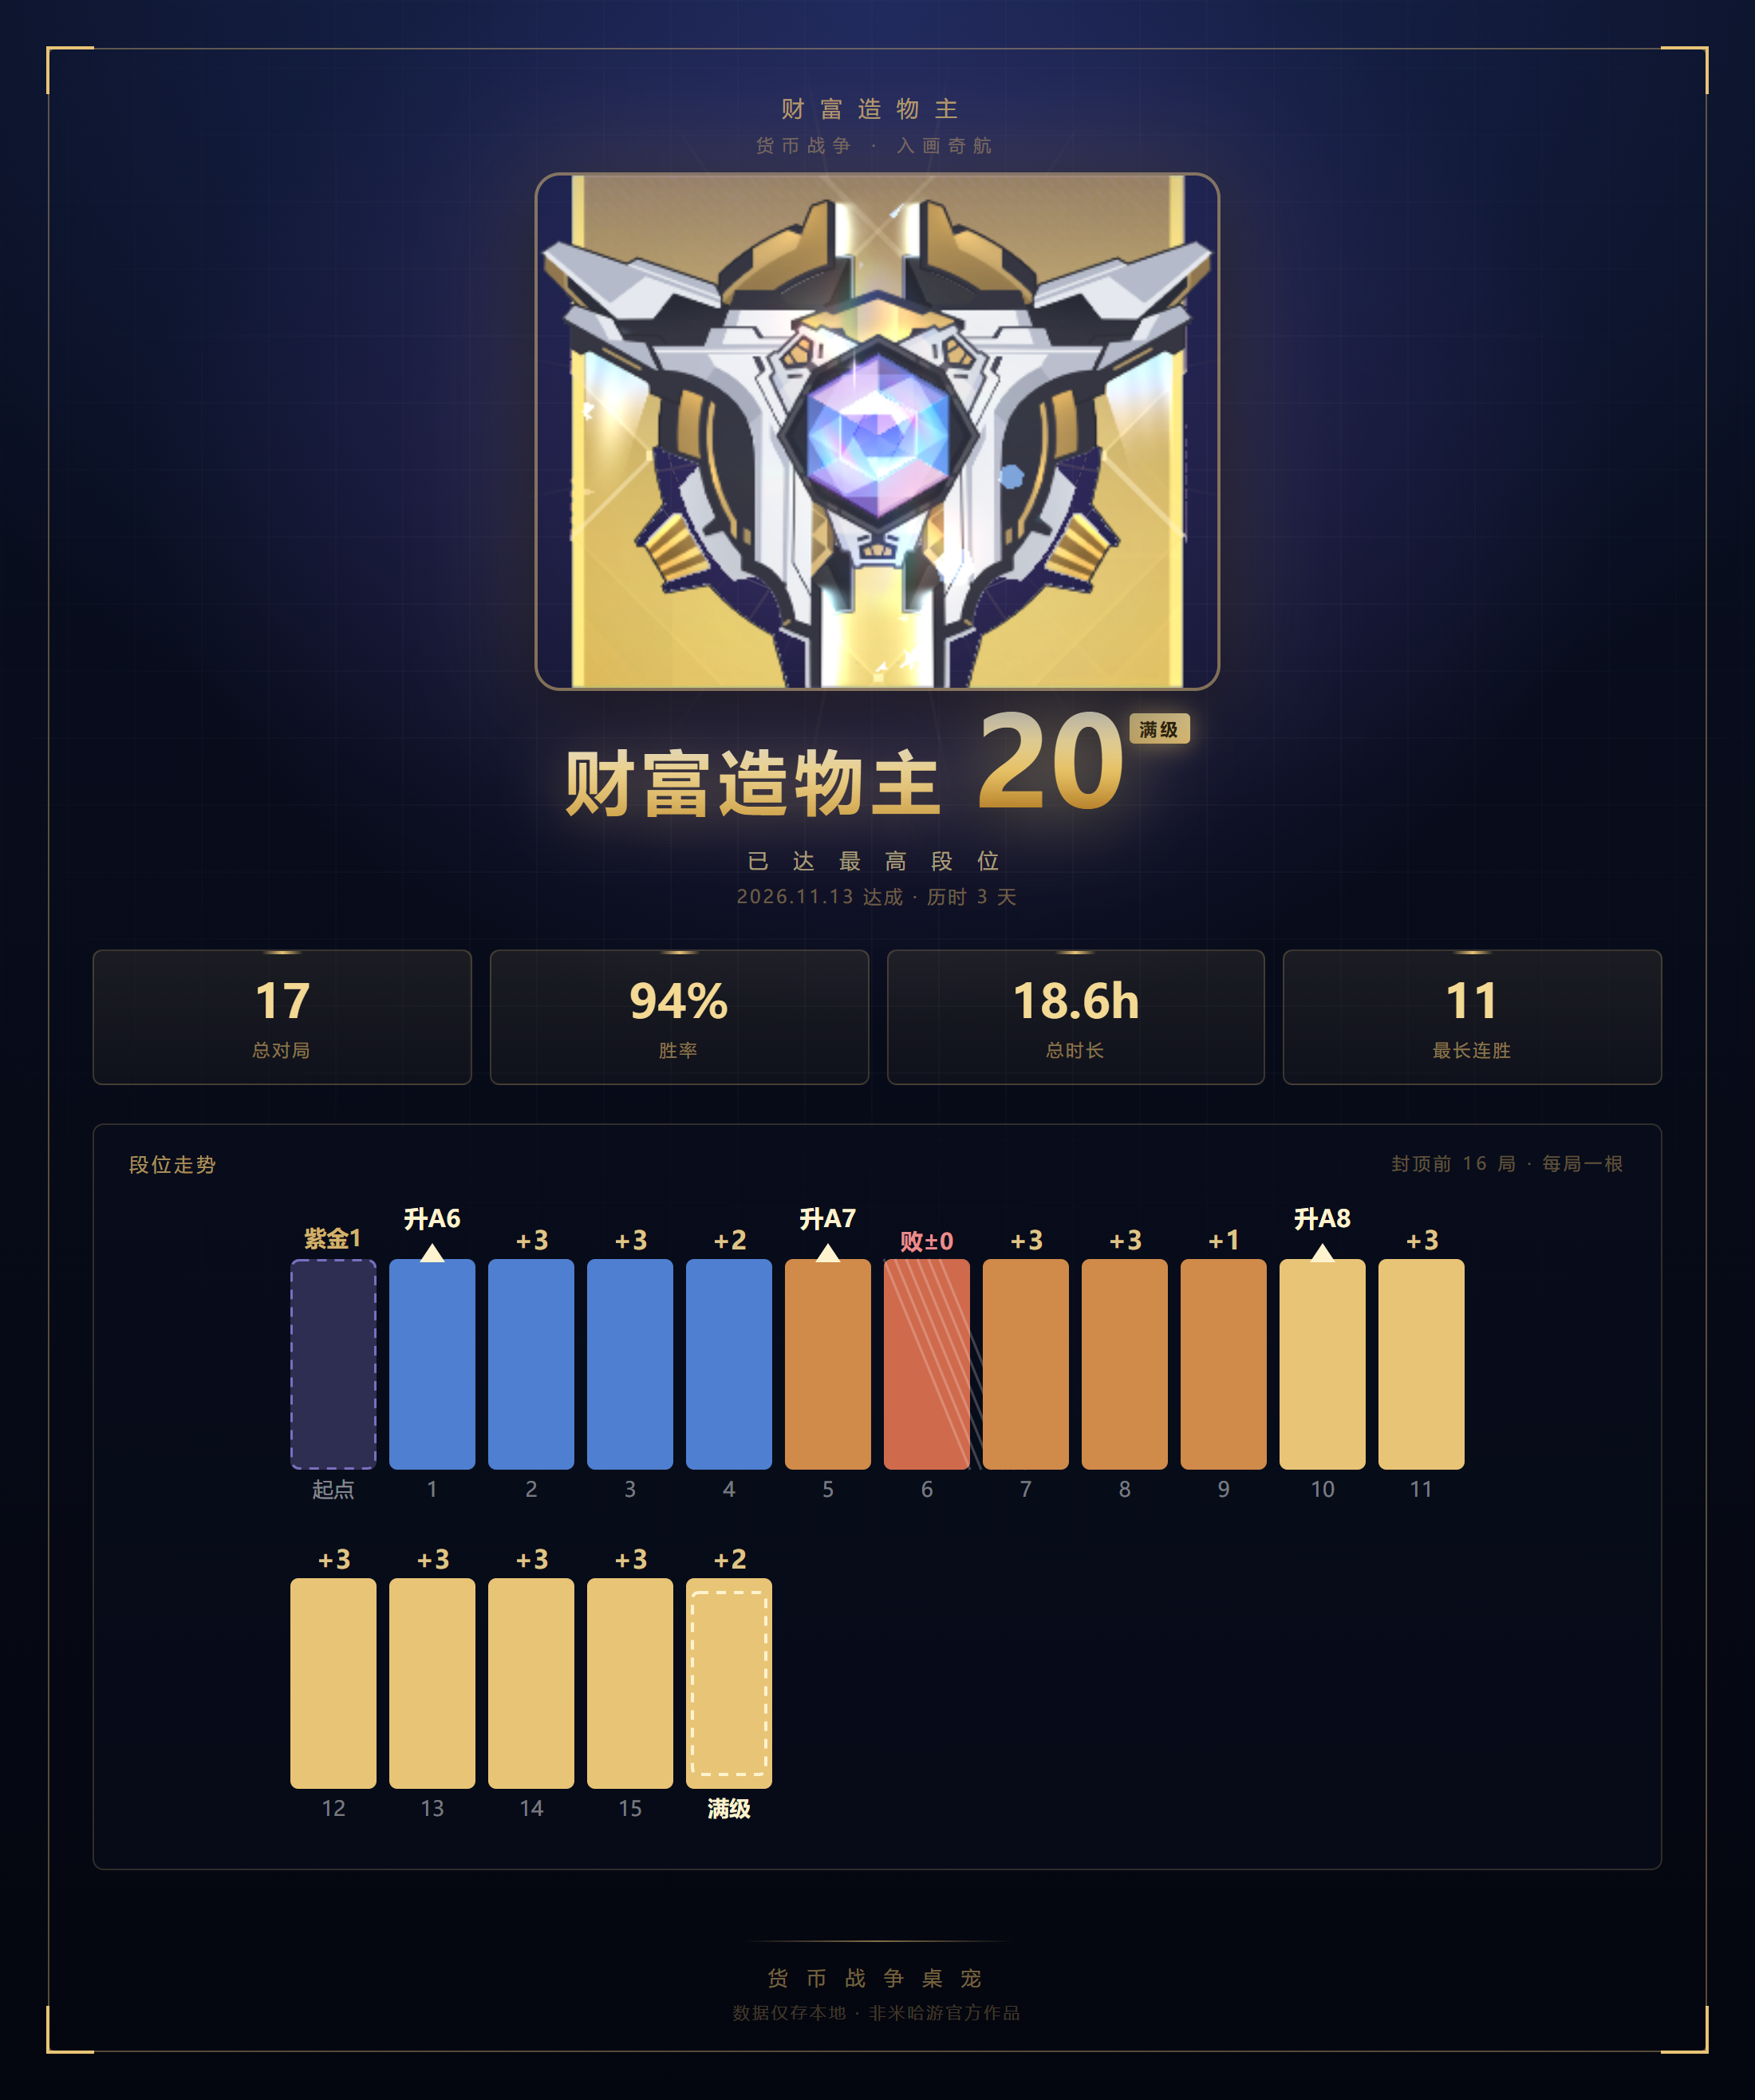 财富造物主
货币战争 · 入画奇航
财富造物主 20 满级
已达最高段位
2026.11.13 达成 · 历时 3 天
17 94% 18.6h 11
总对局 胜率 总时长 最长连胜
段位走势 封顶前 16 局 · 每局一根
紫金1 升A6 +3 +3 +2 升A7 败±0 +3 +3 +1 升A8 +3
起点 1 2 3 4 5 6 7 8 9 10 11
+3 +3 +3 +3 +2
12 13 14 15 满级
货币战争桌宠
数据仅存本地 · 非米哈游官方作品